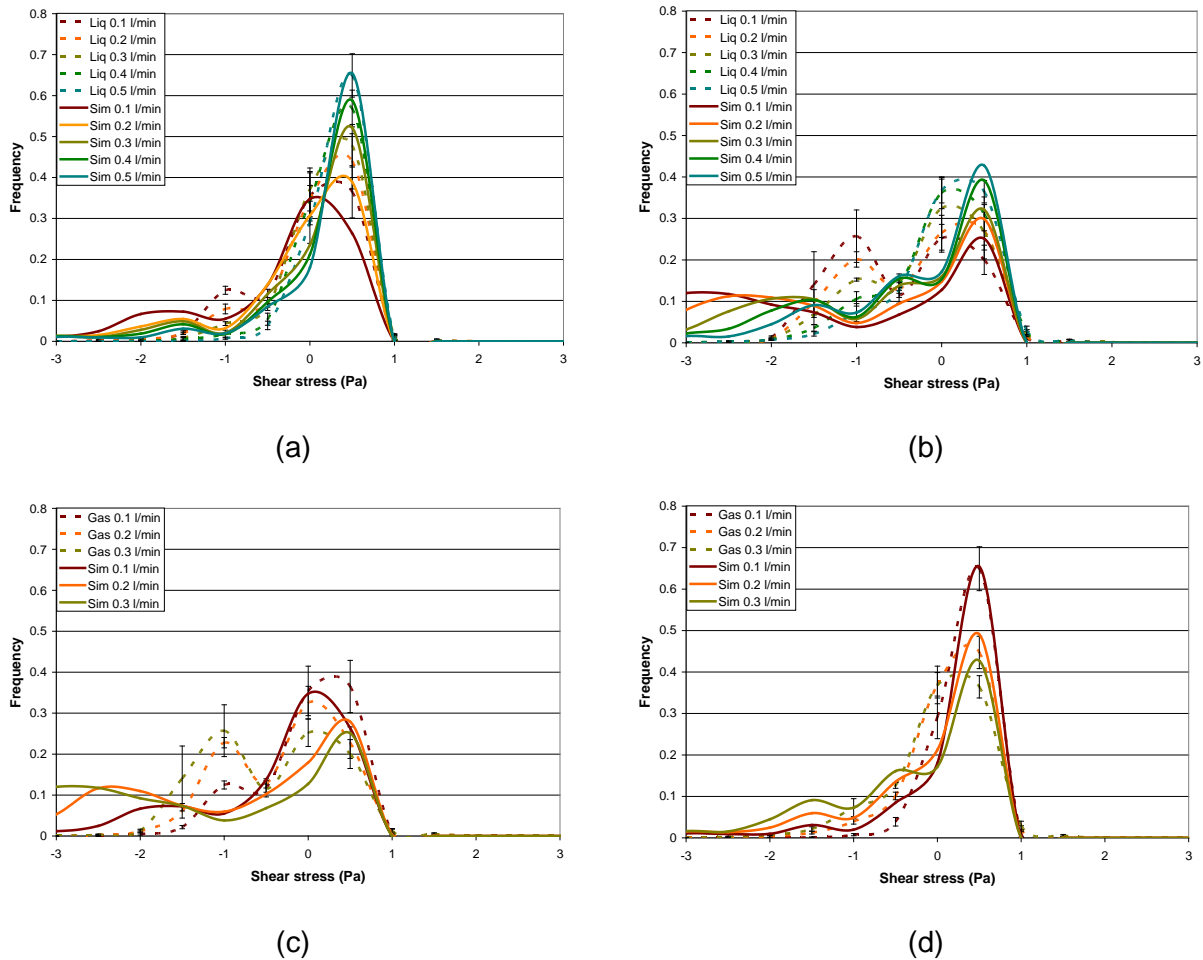 Liq 0.1 l/min
Liq 0.2 l/min
Liq 0.3 l/min
Liq 0.4 l/min
Liq 0.5 l/min
Sim 0.1 l/min
Sim 0.2 l/min
Sim 0.3 l/min
Sim 0.4 l/min
Sim 0.5 l/min
0.8
0.7
0.6
0.5
0.4
0.3
0.2
0.1
0
Frequency
-3 -2 -1 0 1 2 3
Shear stress (Pa)
(a)
Liq 0.1 l/min
Liq 0.2 l/min
Liq 0.3 l/min
Liq 0.4 l/min
Liq 0.5 l/min
Sim 0.1 l/min
Sim 0.2 l/min
Sim 0.3 l/min
Sim 0.4 l/min
Sim 0.5 l/min
0.8
0.7
0.6
0.5
0.4
0.3
0.2
0.1
0
Frequency
-3 -2 -1 0 1 2 3
Shear stress (Pa)
(b)
Gas 0.1 l/min
Gas 0.2 l/min
Gas 0.3 l/min
Sim 0.1 l/min
Sim 0.2 l/min
Sim 0.3 l/min
0.8
0.7
0.6
0.5
0.4
0.3
0.2
0.1
0
Frequency
-3 -2 -1 0 1 2 3
Shear stress (Pa)
(c)
Gas 0.1 l/min
Gas 0.2 l/min
Gas 0.3 l/min
Sim 0.1 l/min
Sim 0.2 l/min
Sim 0.3 l/min
0.8
0.7
0.6
0.5
0.4
0.3
0.2
0.1
0
Frequency
-3 -2 -1 0 1 2 3
Shear stress (Pa)
(d)